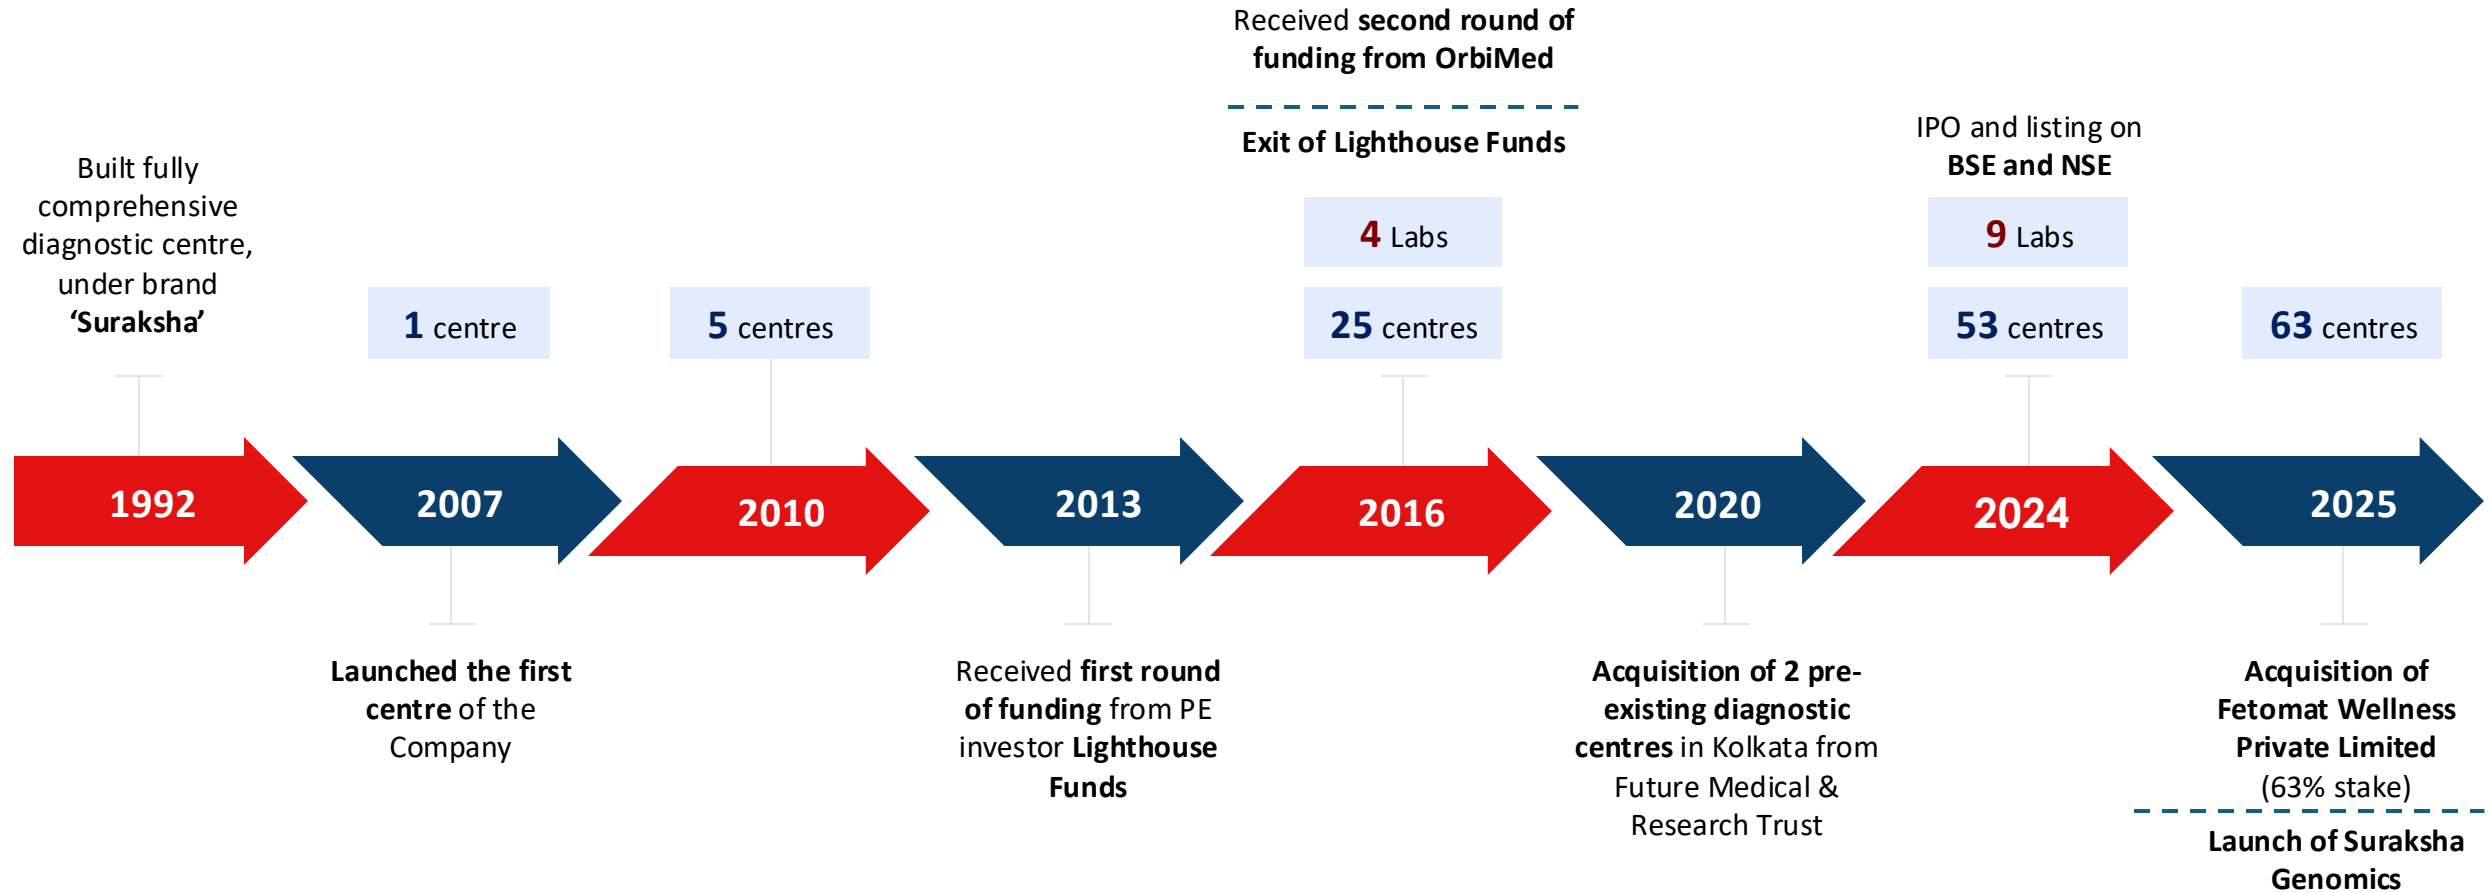 Built fully
comprehensive
diagnostic centre,
under brand
‘Suraksha’
1992
1 centre
2007
Launched the first
centre of the
Company
5 centres
2010
2013
Received first round
of funding from PE
investor Lighthouse
Funds
Received second round of
funding from OrbiMed
Exit of Lighthouse Funds
4 Labs
25 centres
2016
2020
Acquisition of 2 pre-
existing diagnostic
centres in Kolkata from
Future Medical &
Research Trust
IPO and listing on
BSE and NSE
9 Labs
53 centres
2024
63 centres
2025
Acquisition of
Fetomat Wellness
Private Limited
(63% stake)
Launch of Suraksha
Genomics